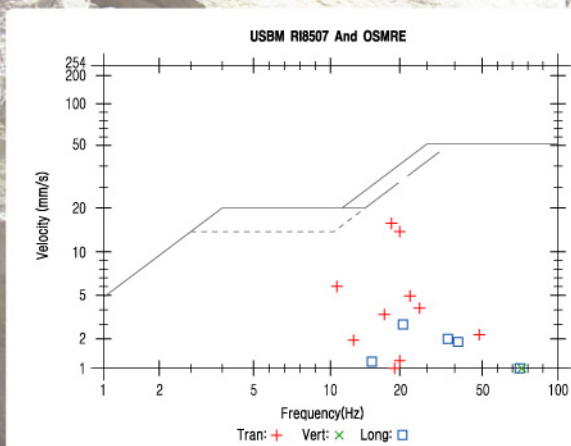 USBM RI8507 And OSMRE
254
200
100
50
20
10
5
2
1
Velocity (mm/s)
1 2 5 10 20 50 100
Frequency(Hz)
Tran: + Vert: × Long: □